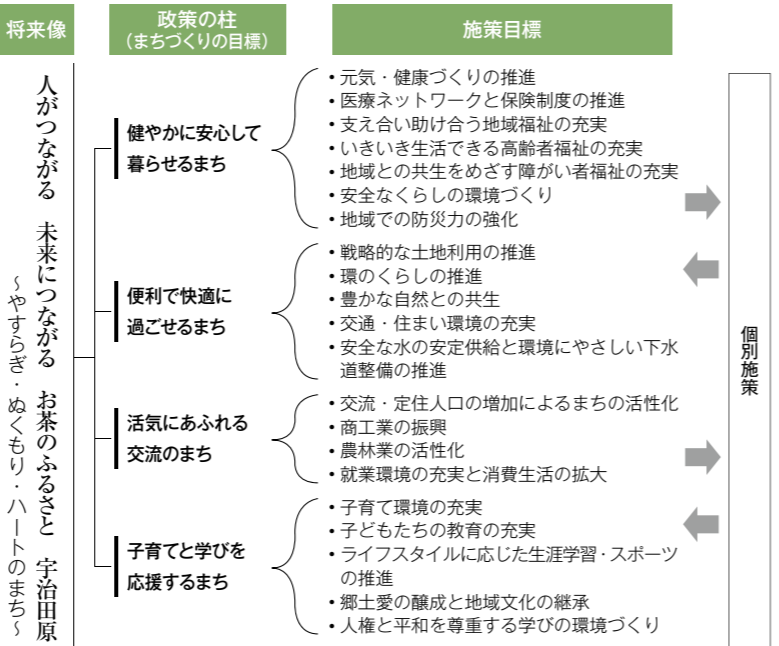 将来像
政策の柱
（まちづくりの目標）
施策目標
人がつながる　未来につながる　お茶のふるさと　宇治田原
～やすらぎ・ぬくもり・ハートのまち～
健やかに安心して
暮らせるまち
・元気・健康づくりの推進
・医療ネットワークと保険制度の推進
・支え合い助け合う地域福祉の充実
・いきいき生活できる高齢者福祉の充実
・地域との共生をめざす障がい者福祉の充実
・安全なくらしの環境づくり
・地域での防災力の強化
便利で快適に
過ごせるまち
・戦略的な土地利用の推進
・環のくらしの推進
・豊かな自然との共生
・交通・住まい環境の充実
・安全な水の安定供給と環境にやさしい下水
道整備の推進
活気にあふれる
交流のまち
・交流・定住人口の増加によるまちの活性化
・商工業の振興
・農林業の活性化
・就業環境の充実と消費生活の拡大
子育てと学びを
応援するまち
・子育て環境の充実
・子どもたちの教育の充実
・ライフスタイルに応じた生涯学習・スポーツ
の推進
・郷土愛の醸成と地域文化の継承
・人権と平和を尊重する学びの環境づくり
個別施策